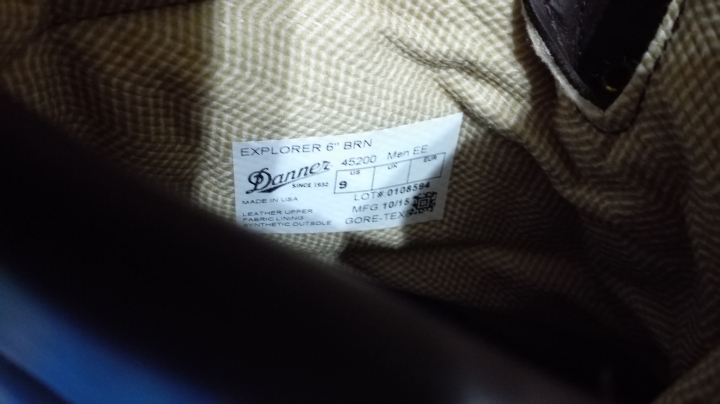 EXPLORER 6" BRN
Danner
SINCE 1932
45200 Men EE
US UK EUR
9
MADE IN USA
LOT# 0108594
MFG 10/15
LEATHER UPPER
FABRIC LINING
SYNTHETIC OUTSOLE
GORE-TEX